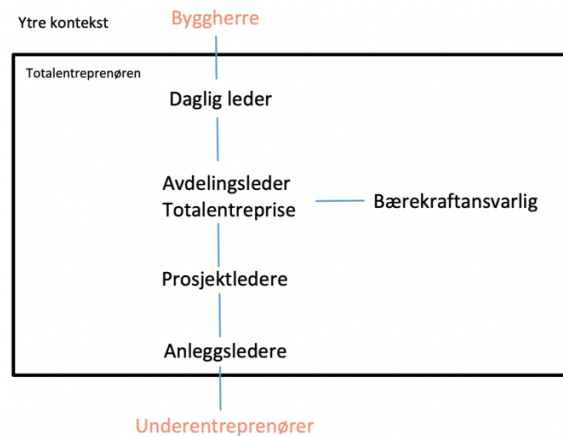 Ytre kontekst
Byggherre
Totalentreprenøren
Daglig leder
Avdelingsleder
Totalentreprise
Bærekraftansvarlig
Prosjektledere
Anleggsledere
Underentreprenører